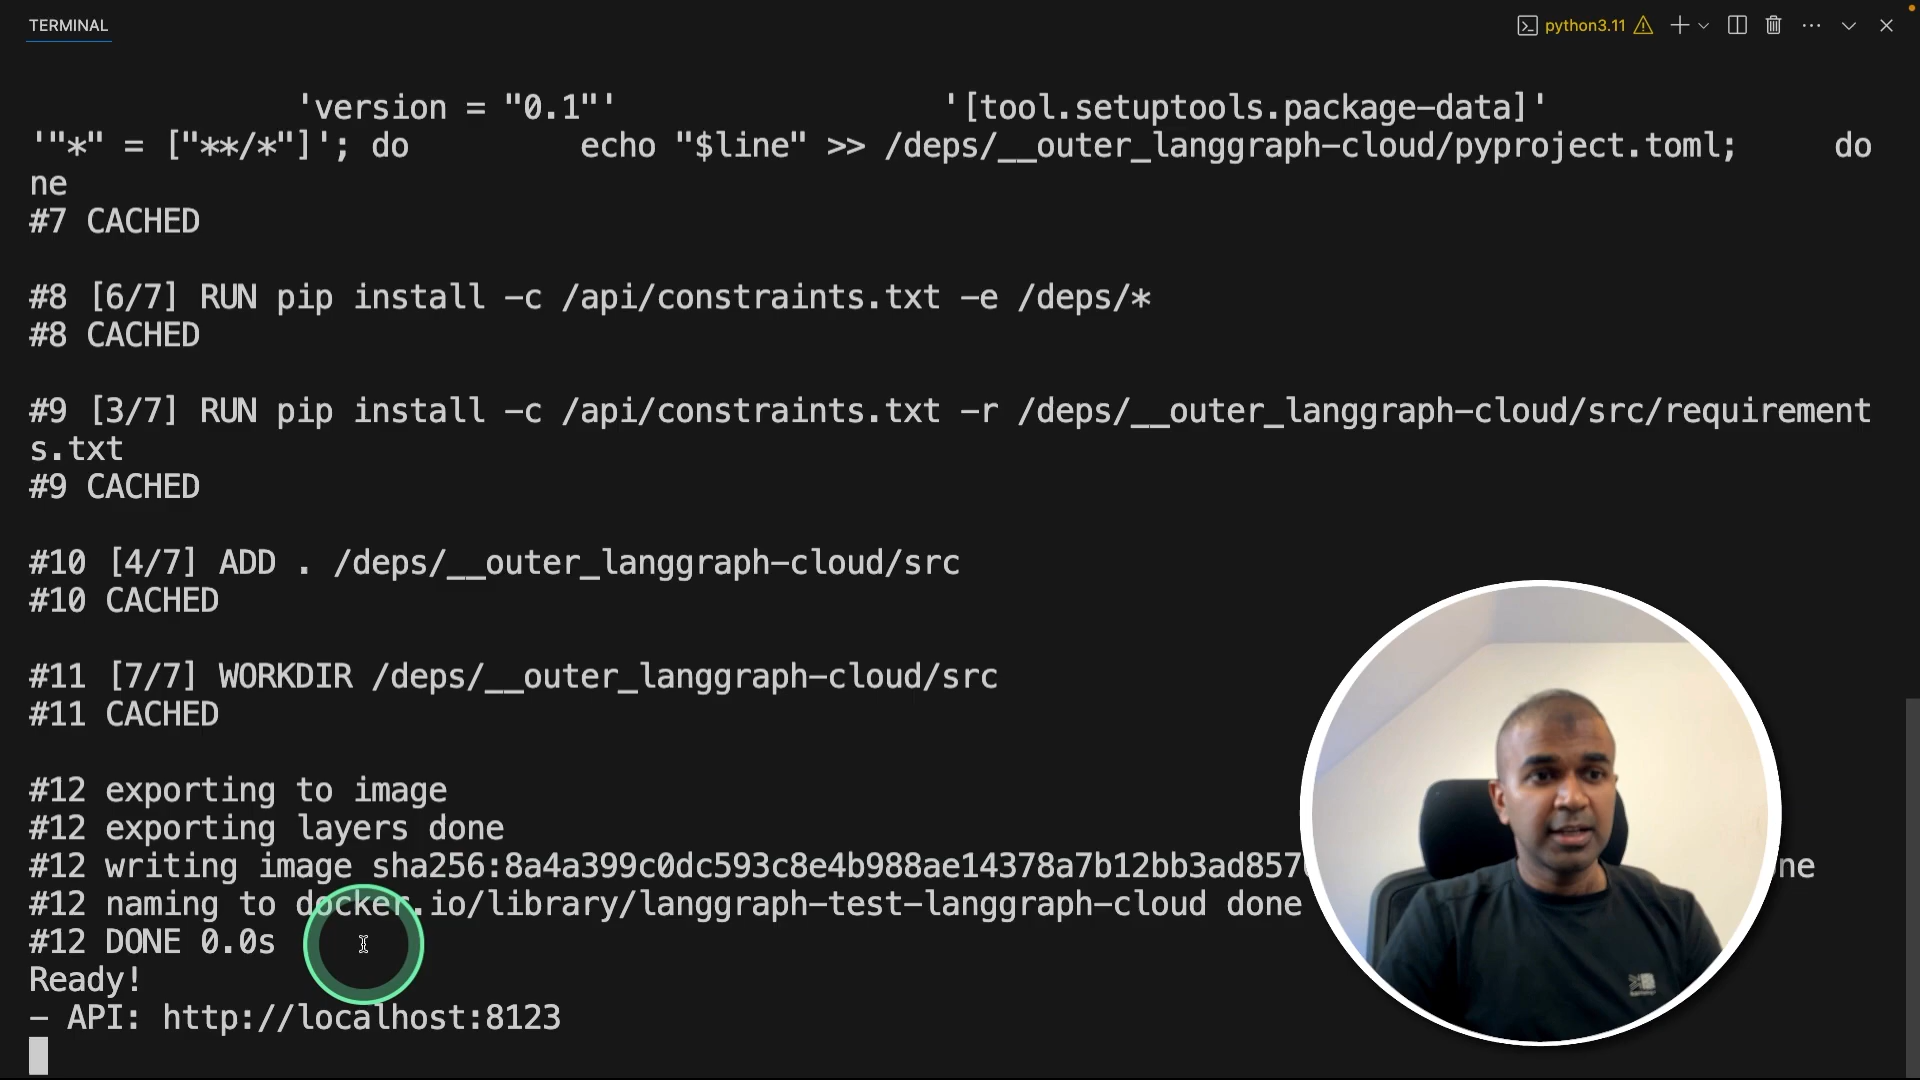 TERMINAL
python3.11
'version = "0.1"' '[tool.setuptools.package-data]'
'"*" = ["**/*"]'; do echo "$line" >> /deps/__outer_langgraph-cloud/pyproject.toml; do
ne
#7 CACHED
#8 [6/7] RUN pip install -c /api/constraints.txt -e /deps/*
#8 CACHED
#9 [3/7] RUN pip install -c /api/constraints.txt -r /deps/__outer_langgraph-cloud/src/requirement
s.txt
#9 CACHED
#10 [4/7] ADD . /deps/__outer_langgraph-cloud/src
#10 CACHED
#11 [7/7] WORKDIR /deps/__outer_langgraph-cloud/src
#11 CACHED
#12 exporting to image
#12 exporting layers done
#12 writing image sha256:8a4a399c0dc593c8e4b988ae14378a7b12bb3ad857
#12 naming to docker.io/library/langgraph-test-langgraph-cloud done
#12 DONE 0.0s
Ready!
- API: http://localhost:8123